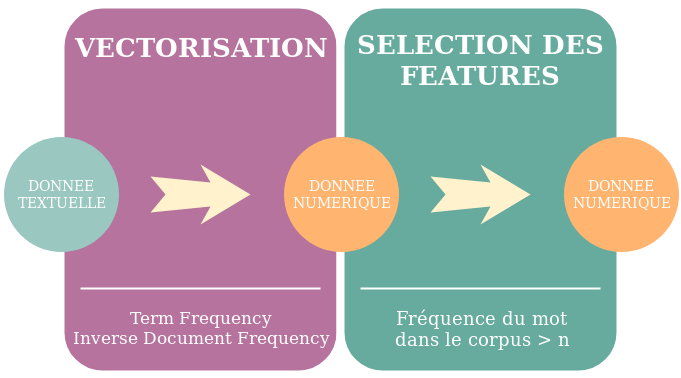 VECTORISATION
SELECTION DES
FEATURES
DONNEE
TEXTUELLE
DONNEE
NUMERIQUE
DONNEE
NUMERIQUE
Term Frequency
Inverse Document Frequency
Fréquence du mot
dans le corpus > n